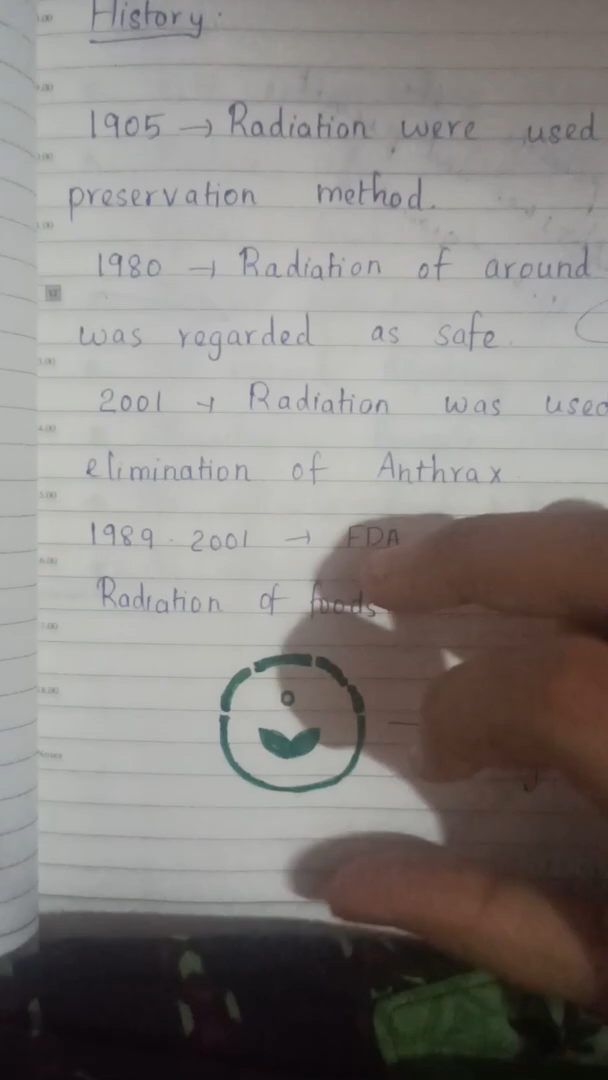 History:
1905 → Radiation were used
preservation method.
1980 → Radiation of around
was regarded as safe.
2001 → Radiation was used
elimination of Anthrax
1989 - 2001 → FDA
Radiation of foods